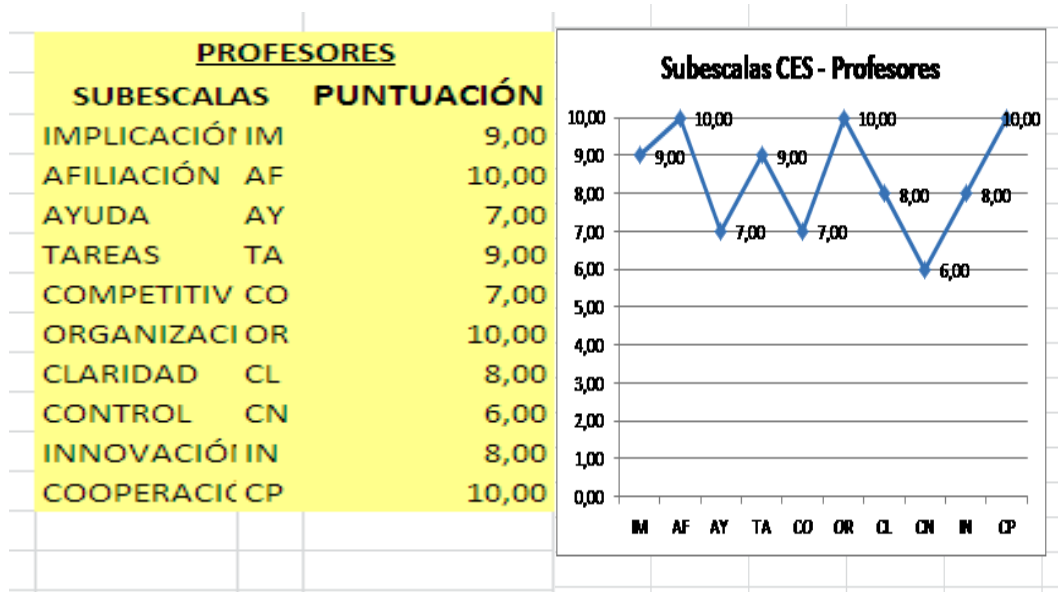 PROFESORES
SUBESCALAS PUNTUACIÓN
IMPLICACIÓN IM 9,00
AFILIACIÓN AF 10,00
AYUDA AY 7,00
TAREAS TA 9,00
COMPETITIV CO 7,00
ORGANIZACI OR 10,00
CLARIDAD CL 8,00
CONTROL CN 6,00
INNOVACIÓN IN 8,00
COOPERACI CP 10,00
Subescalas CES - Profesores
10,00
9,00
8,00
7,00
6,00
5,00
4,00
3,00
2,00
1,00
0,00
9,00 10,00 7,00 9,00 7,00 10,00 8,00 6,00 8,00 10,00
IM AF AY TA CO OR CL CN IN CP